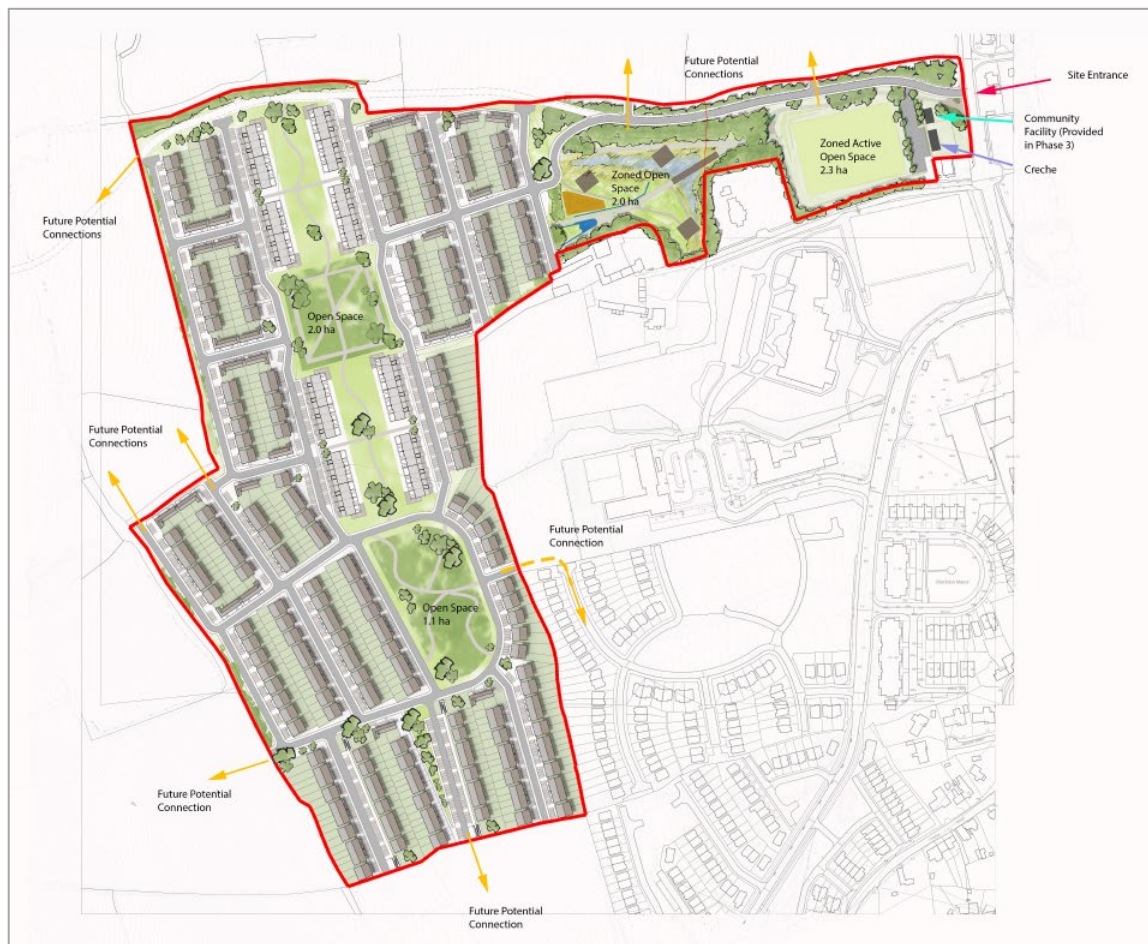 Future Potential
Connections
Site Entrance
Community
Facility (Provided
in Phase 3)
Creche
Zoned Active
Open Space
2.3 ha
Zoned Open
Space
2.0 ha
Future Potential
Connections
Open Space
2.0 ha
Future Potential
Connections
Future Potential
Connection
Open Space
1.1 ha
Future Potential
Connection
Future Potential
Connection